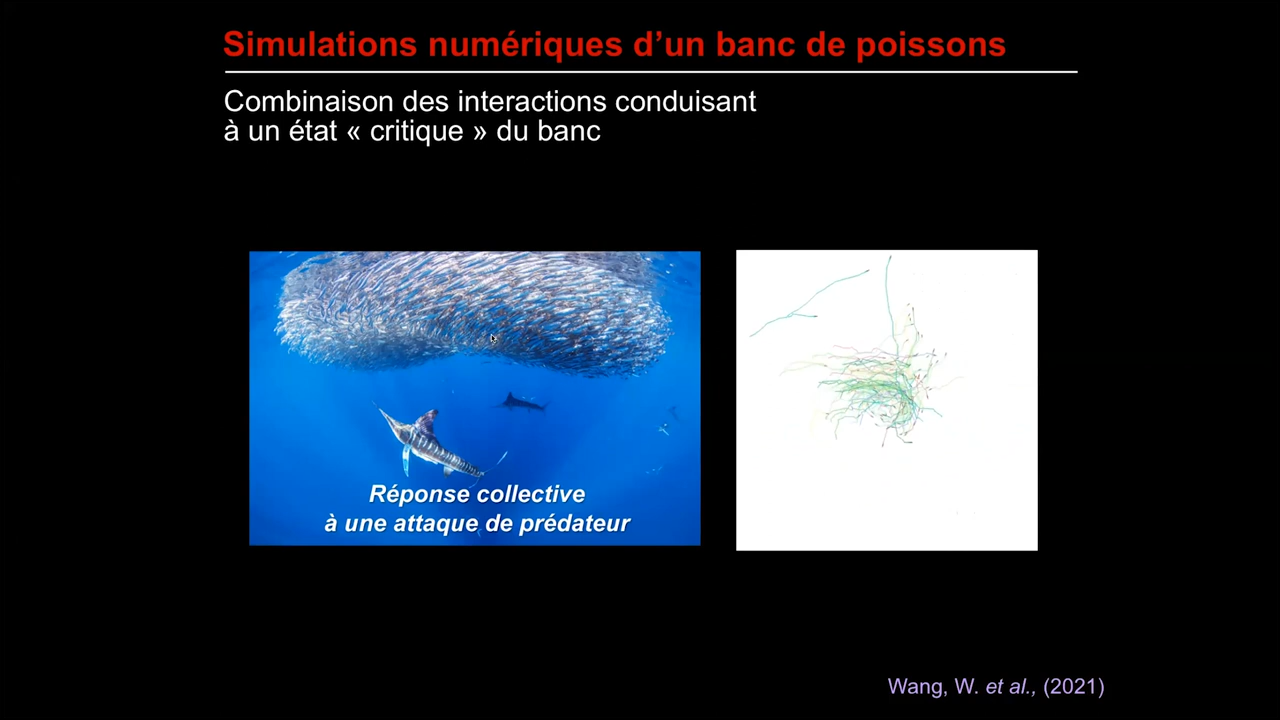 Simulations numériques d’un banc de poissons
Combinaison des interactions conduisant
à un état « critique » du banc
Réponse collective
à une attaque de prédateur
Wang, W. et al., (2021)